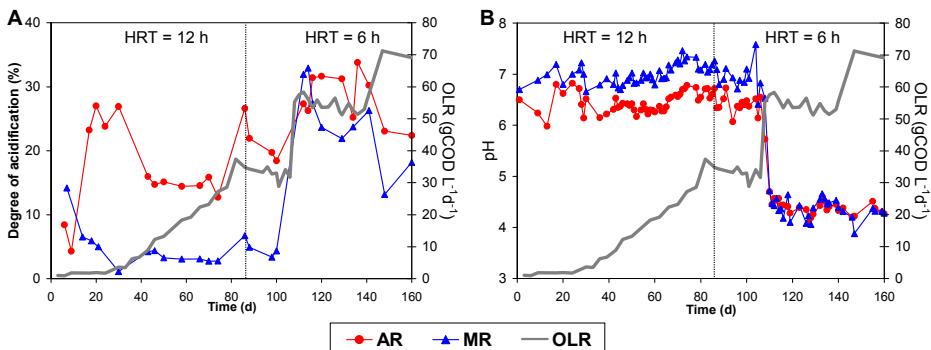 A
HRT = 12 h
HRT = 6 h
Degree of acidification (%)
40
30
20
10
0
80
70
60
50
40
30
20
10
0
OLR (gCOD L⁻¹d⁻¹)
0 20 40 60 80 100 120 140 160
Time (d)
B
HRT = 12 h
HRT = 6 h
pH
8
7
6
5
4
3
80
70
60
50
40
30
20
10
0
OLR (gCOD L⁻¹d⁻¹)
0 20 40 60 80 100 120 140 160
Time (d)
AR MR OLR